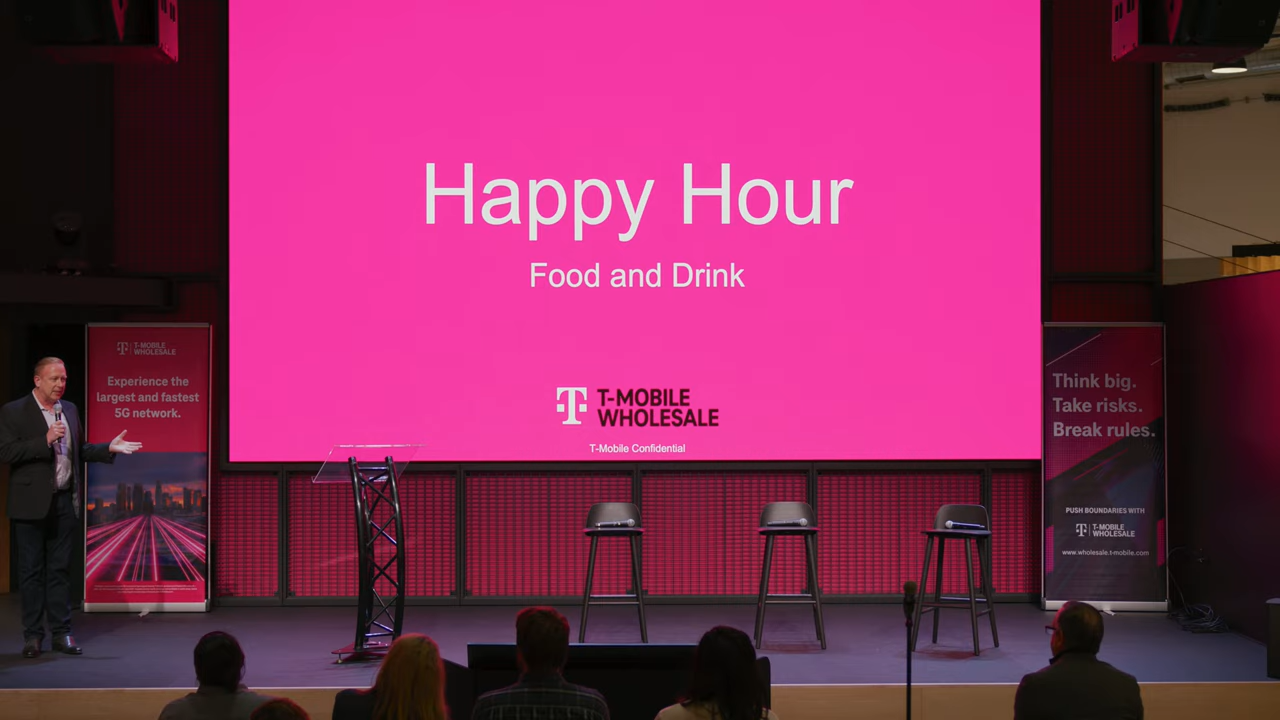 Happy Hour
Food and Drink
T-MOBILE
WHOLESALE
T-Mobile Confidential
T-MOBILE
WHOLESALE
Experience the
largest and fastest
5G network.
Think big.
Take risks.
Break rules.
PUSH BOUNDARIES WITH
T-MOBILE
WHOLESALE
www.wholesale.t-mobile.com